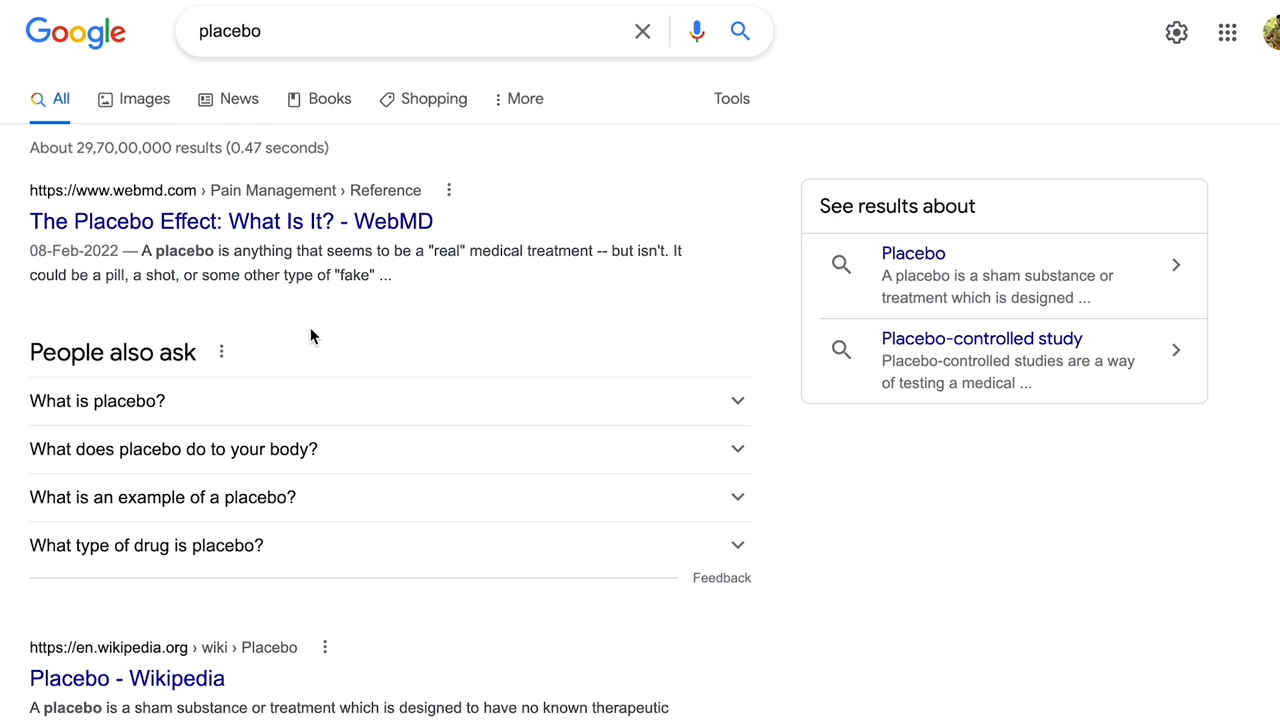 Google
placebo
All
Images
News
Books
Shopping
More
Tools
About 29,70,00,000 results (0.47 seconds)
https://www.webmd.com › Pain Management › Reference
The Placebo Effect: What Is It? - WebMD
08-Feb-2022 — A placebo is anything that seems to be a "real" medical treatment -- but isn't. It
could be a pill, a shot, or some other type of "fake" ...
People also ask
What is placebo?
What does placebo do to your body?
What is an example of a placebo?
What type of drug is placebo?
Feedback
https://en.wikipedia.org › wiki › Placebo
Placebo - Wikipedia
A placebo is a sham substance or treatment which is designed to have no known therapeutic
See results about
Placebo
A placebo is a sham substance or
treatment which is designed ...
Placebo-controlled study
Placebo-controlled studies are a way
of testing a medical ...